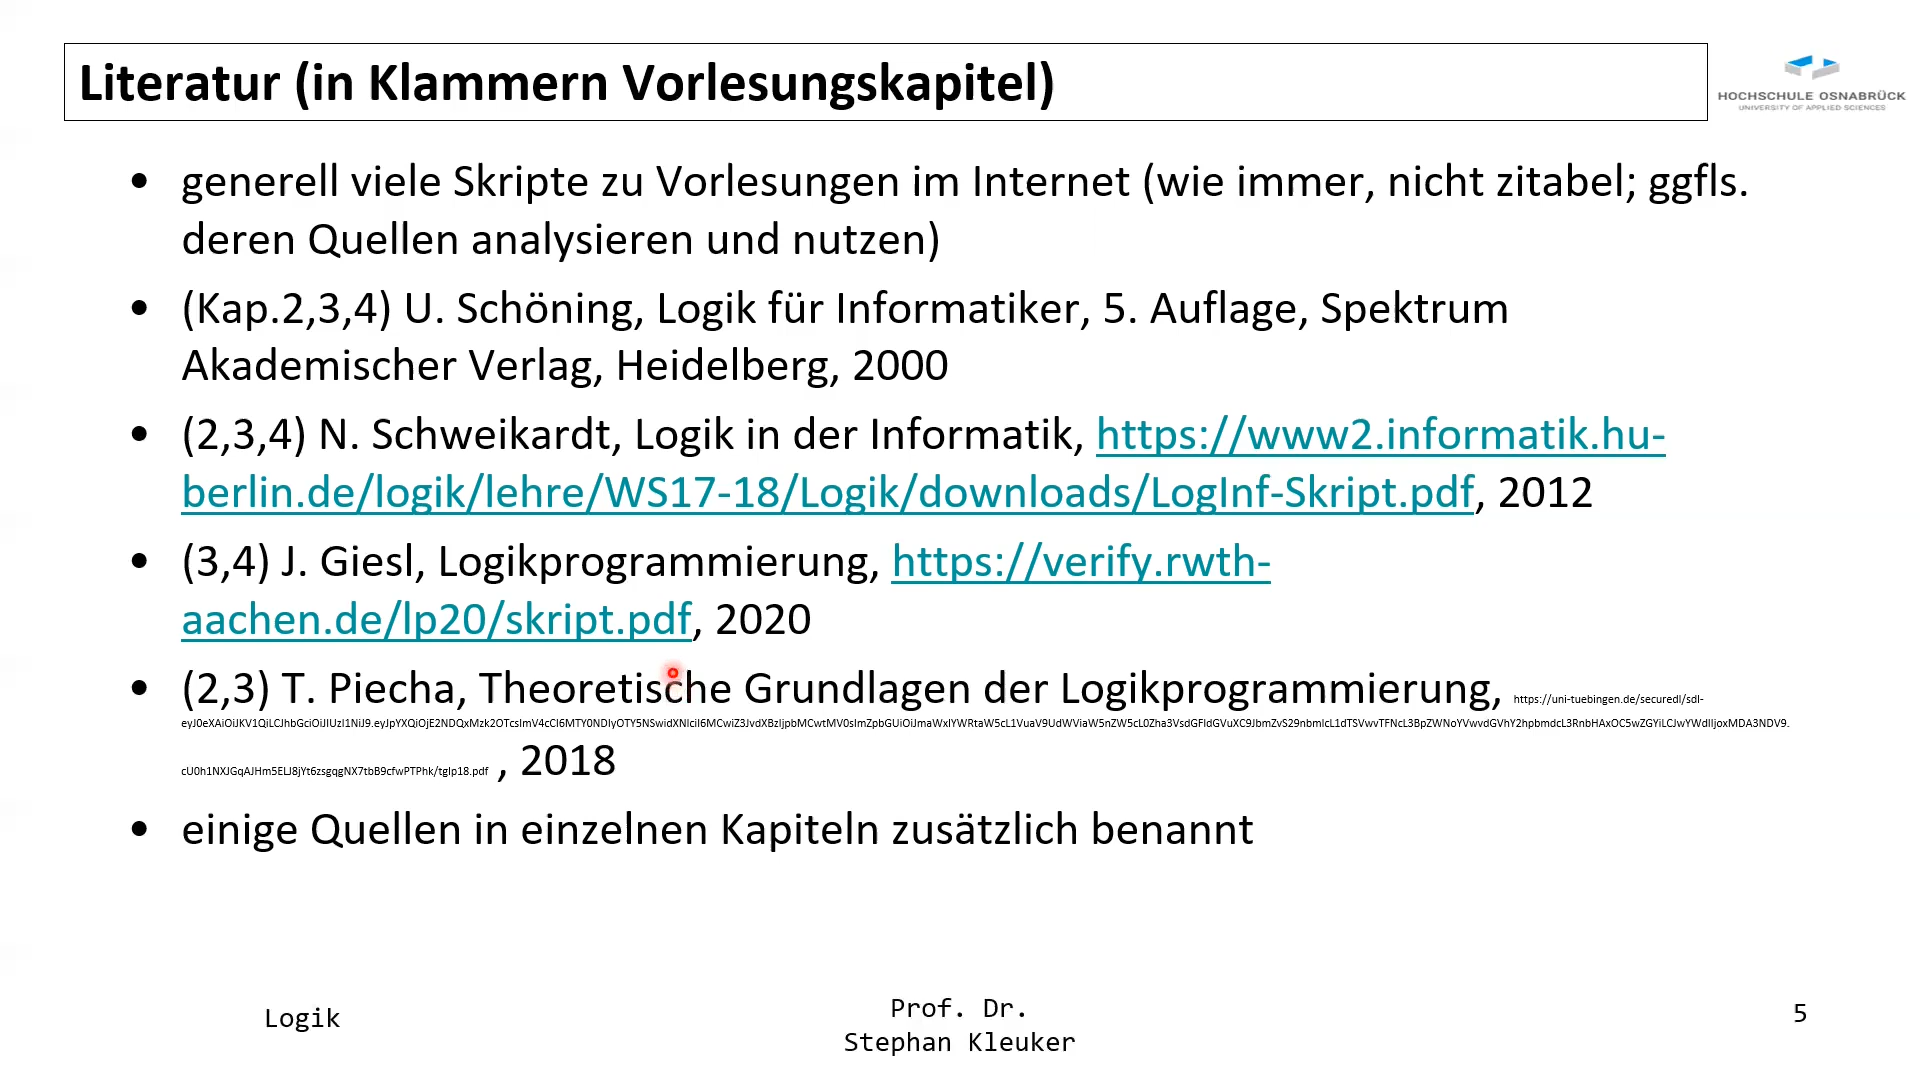 Literatur (in Klammern Vorlesungskapitel)
HOCHSCHULE OSNABRÜCK
UNIVERSITY OF APPLIED SCIENCES
• generell viele Skripte zu Vorlesungen im Internet (wie immer, nicht zitabel; ggfls.
deren Quellen analysieren und nutzen)
• (Kap.2,3,4) U. Schöning, Logik für Informatiker, 5. Auflage, Spektrum
Akademischer Verlag, Heidelberg, 2000
• (2,3,4) N. Schweikardt, Logik in der Informatik, https://www2.informatik.hu-
berlin.de/logik/lehre/WS17-18/Logik/downloads/LogInf-Skript.pdf, 2012
• (3,4) J. Giesl, Logikprogrammierung, https://verify.rwth-
aachen.de/lp20/skript.pdf, 2020
• (2,3) T. Piecha, Theoretische Grundlagen der Logikprogrammierung, https://uni-tuebingen.de/securedl/sdl-
, 2018
• einige Quellen in einzelnen Kapiteln zusätzlich benannt
Logik
Prof. Dr.
Stephan Kleuker
5